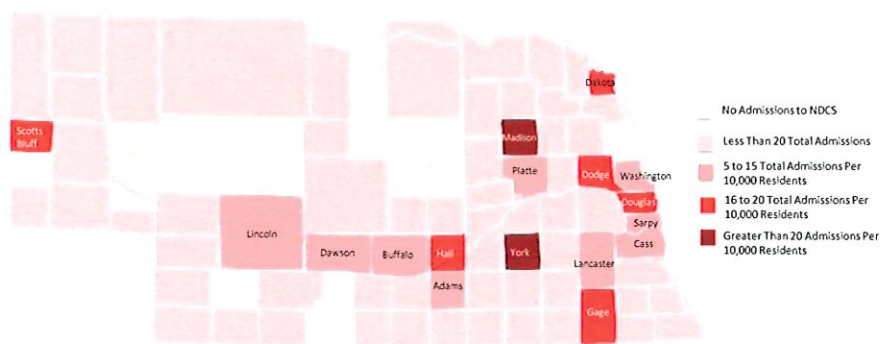 Dakota
Scotts
Bluff
Madison
Platte
Dodge
Washington
Douglas
Sarpy
Lincoln
Dawson
Buffalo
Hall
York
Cass
Lancaster
Adams
Gage
No Admissions to NDCS
Less Than 20 Total Admissions
5 to 15 Total Admissions Per
10,000 Residents
16 to 20 Total Admissions Per
10,000 Residents
Greater Than 20 Admissions Per
10,000 Residents